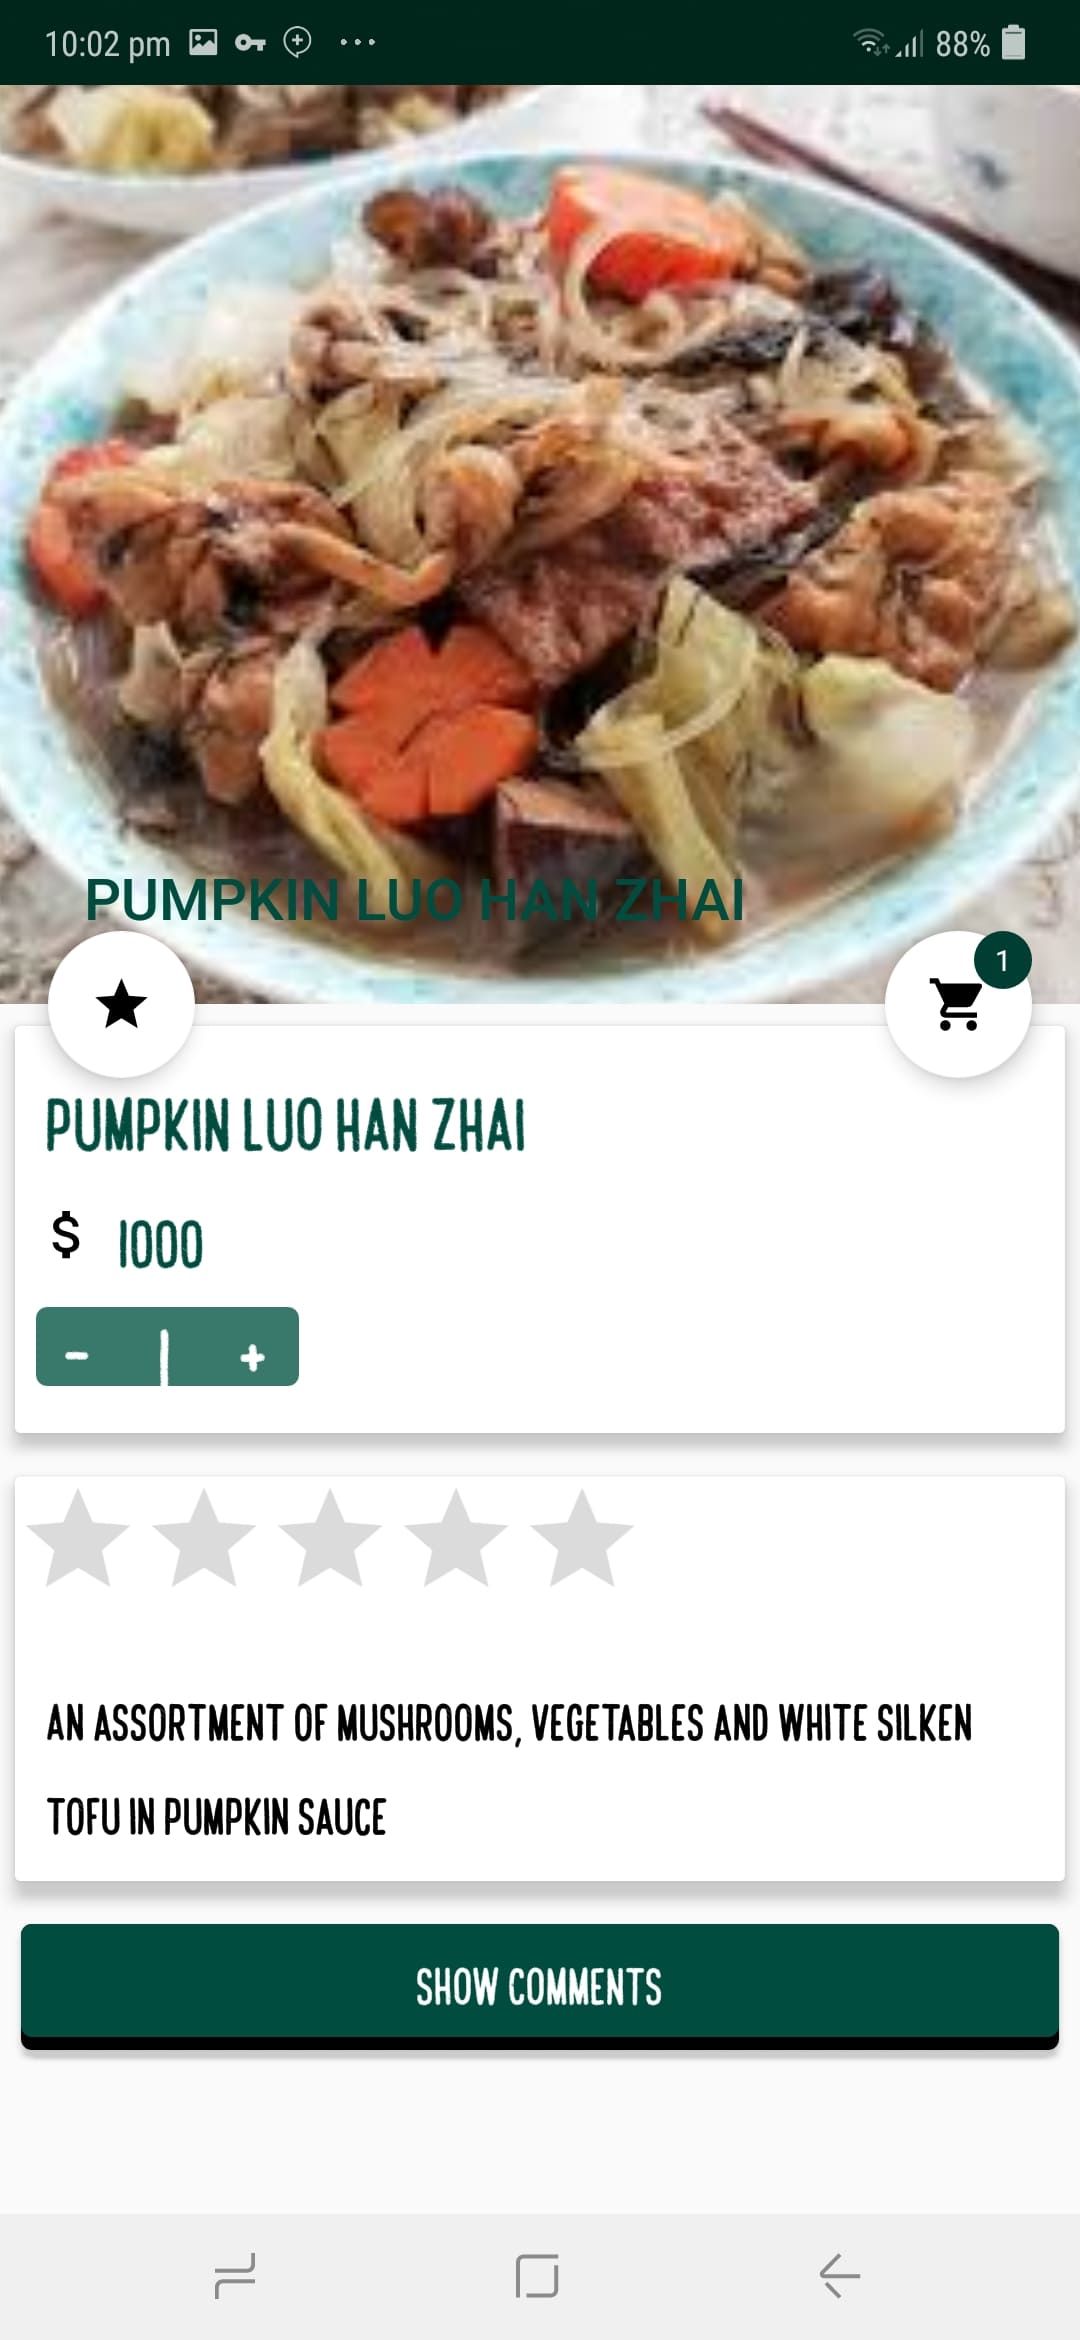 10:02 pm 88%
PUMPKIN LUO HAN ZHAI
1
PUMPKIN LUO HAN ZHAI
$ 1000
- 1 +
AN ASSORTMENT OF MUSHROOMS, VEGETABLES AND WHITE SILKEN
TOFU IN PUMPKIN SAUCE
SHOW COMMENTS